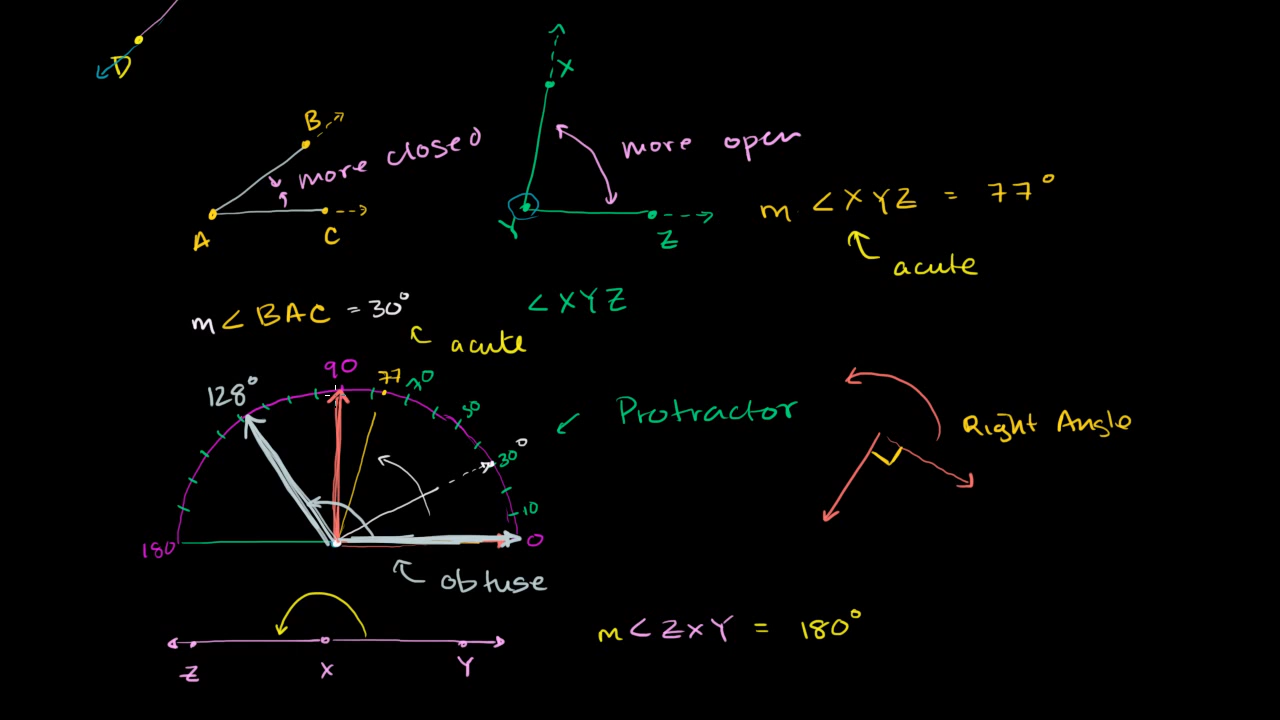 D
X
B
more closed
more open
A
C
Y
Z
m ∠XYZ = 77°
acute
m∠BAC = 30°
∠XYZ
acute
90
128°
77
70
50
Protractor
Right Angle
30°
10
180
0
obtuse
m∠ZXY = 180°
Z
X
Y